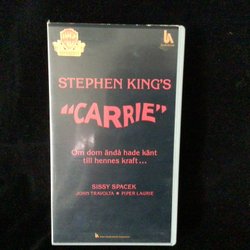 STEPHEN KING'S
"CARRIE"
Om dom ändå hade känt
till hennes kraft...
SISSY SPACEK
JOHN TRAVOLTA ★ PIPER LAURIE